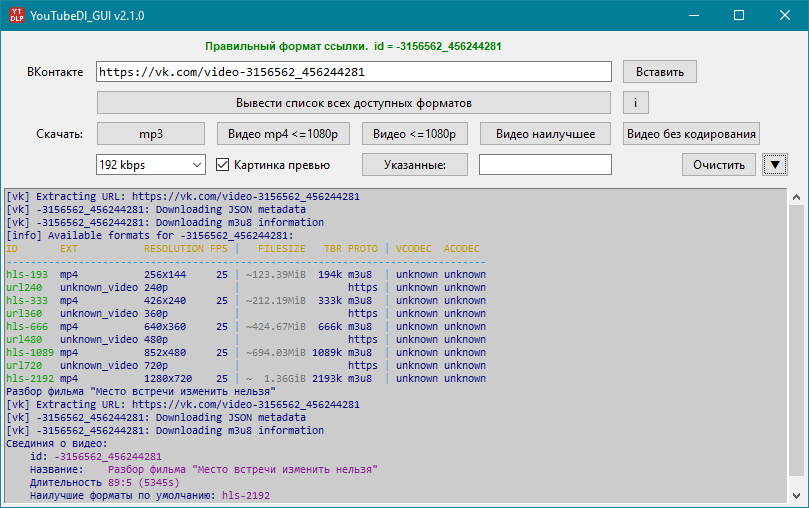 YT DLP YouTubeDl_GUI v2.1.0
Правильный формат ссылки. id = -3156562_456244281
ВКонтакте https://vk.com/video-3156562_456244281 Вставить
Вывести список всех доступных форматов i
Скачать: mp3 Видео mp4 <=1080p Видео <=1080p Видео наилучшее Видео без кодирования
192 kbps Картинка превью Указанные: Очистить ▼
[vk] Extracting URL: https://vk.com/video-3156562_456244281
[vk] -3156562_456244281: Downloading JSON metadata
[vk] -3156562_456244281: Downloading m3u8 information
[info] Available formats for -3156562_456244281:
ID EXT RESOLUTION FPS | FILESIZE TBR PROTO | VCODEC ACODEC
--------------------------------------------------------------------------------
hls-193 mp4 256x144 25 | ~123.39MiB 194k m3u8 | unknown unknown
url240 unknown_video 240p | https | unknown unknown
hls-333 mp4 426x240 25 | ~212.19MiB 333k m3u8 | unknown unknown
url360 unknown_video 360p | https | unknown unknown
hls-666 mp4 640x360 25 | ~424.67MiB 666k m3u8 | unknown unknown
url480 unknown_video 480p | https | unknown unknown
hls-1089 mp4 852x480 25 | ~694.03MiB 1089k m3u8 | unknown unknown
url720 unknown_video 720p | https | unknown unknown
hls-2192 mp4 1280x720 25 | ~ 1.36GiB 2193k m3u8 | unknown unknown
Разбор фильма "Место встречи изменить нельзя"
[vk] Extracting URL: https://vk.com/video-3156562_456244281
[vk] -3156562_456244281: Downloading JSON metadata
[vk] -3156562_456244281: Downloading m3u8 information
Свединия о видео:
id: -3156562_456244281
Название: Разбор фильма "Место встречи изменить нельзя"
Длительность 89:5 (5345s)
Наилучшие форматы по умолчанию: hls-2192